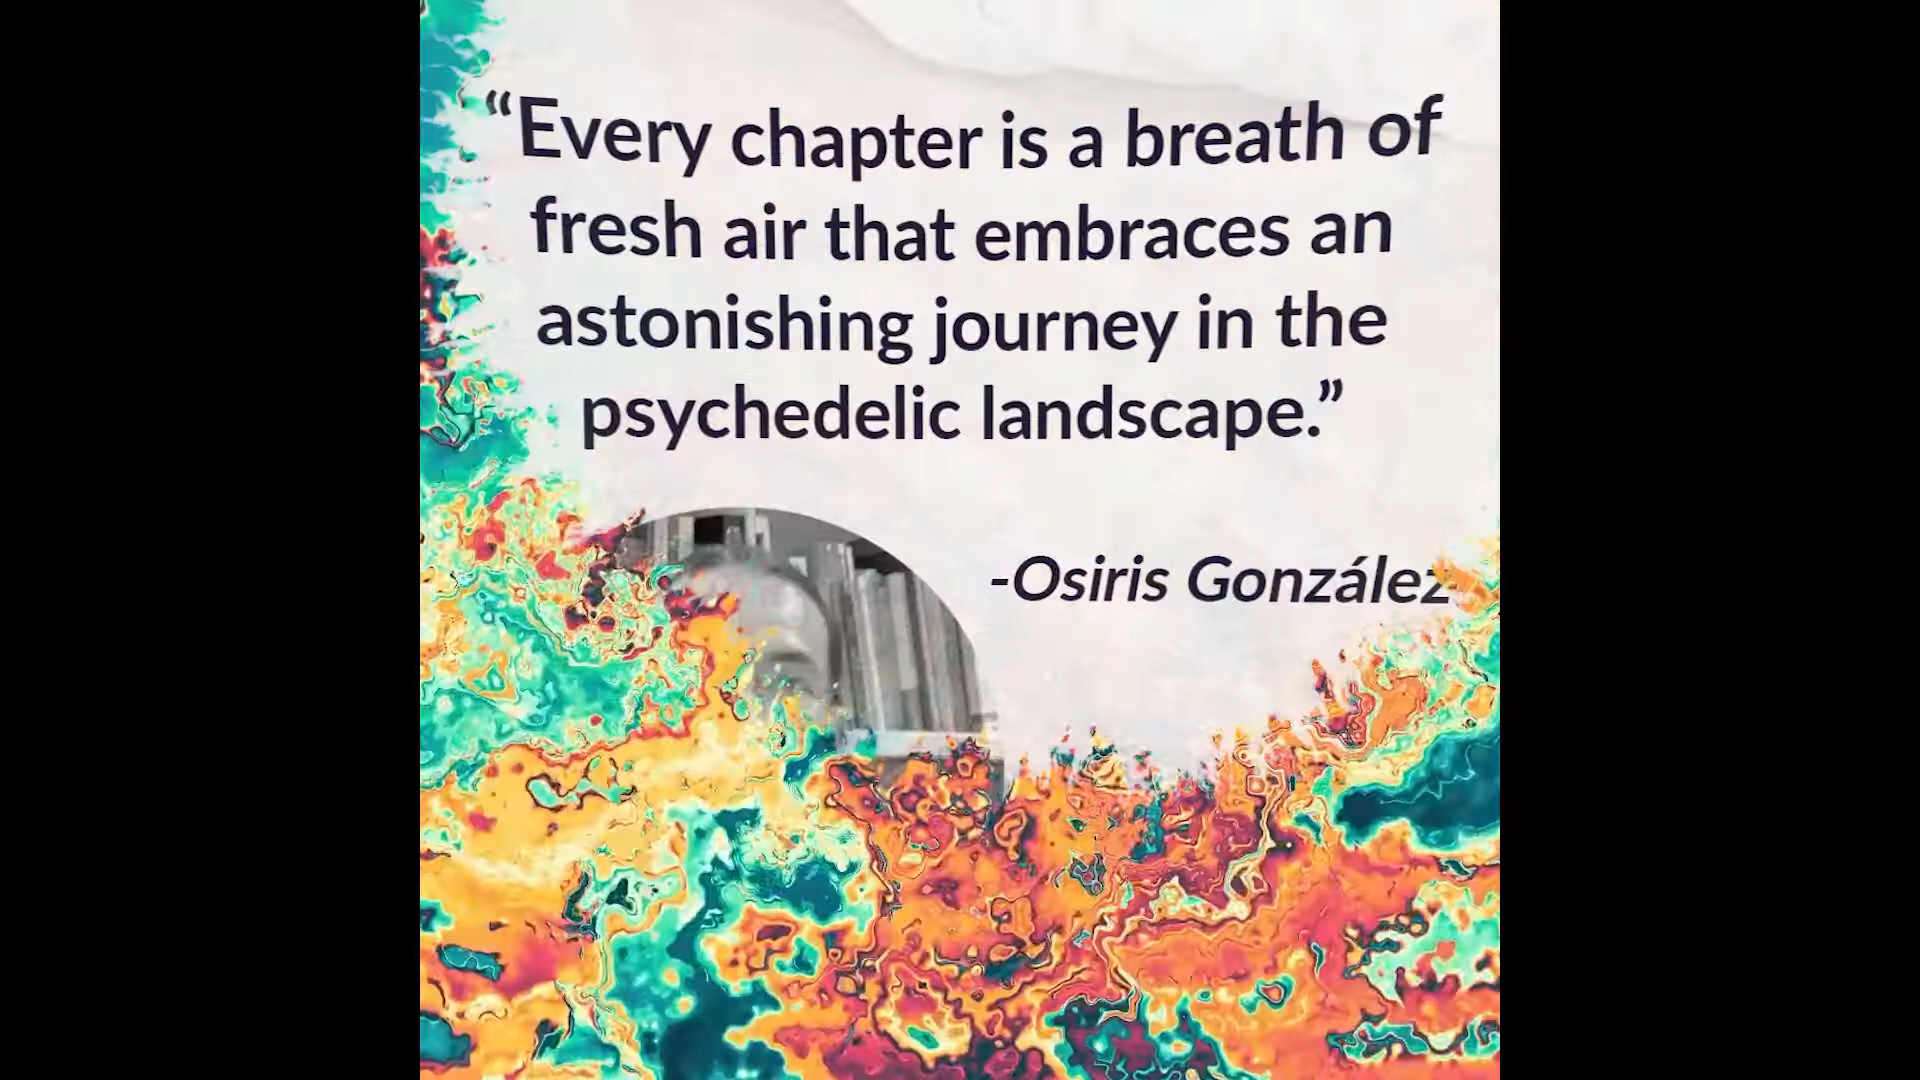 “Every chapter is a breath of
fresh air that embraces an
astonishing journey in the
psychedelic landscape.”
-Osiris González